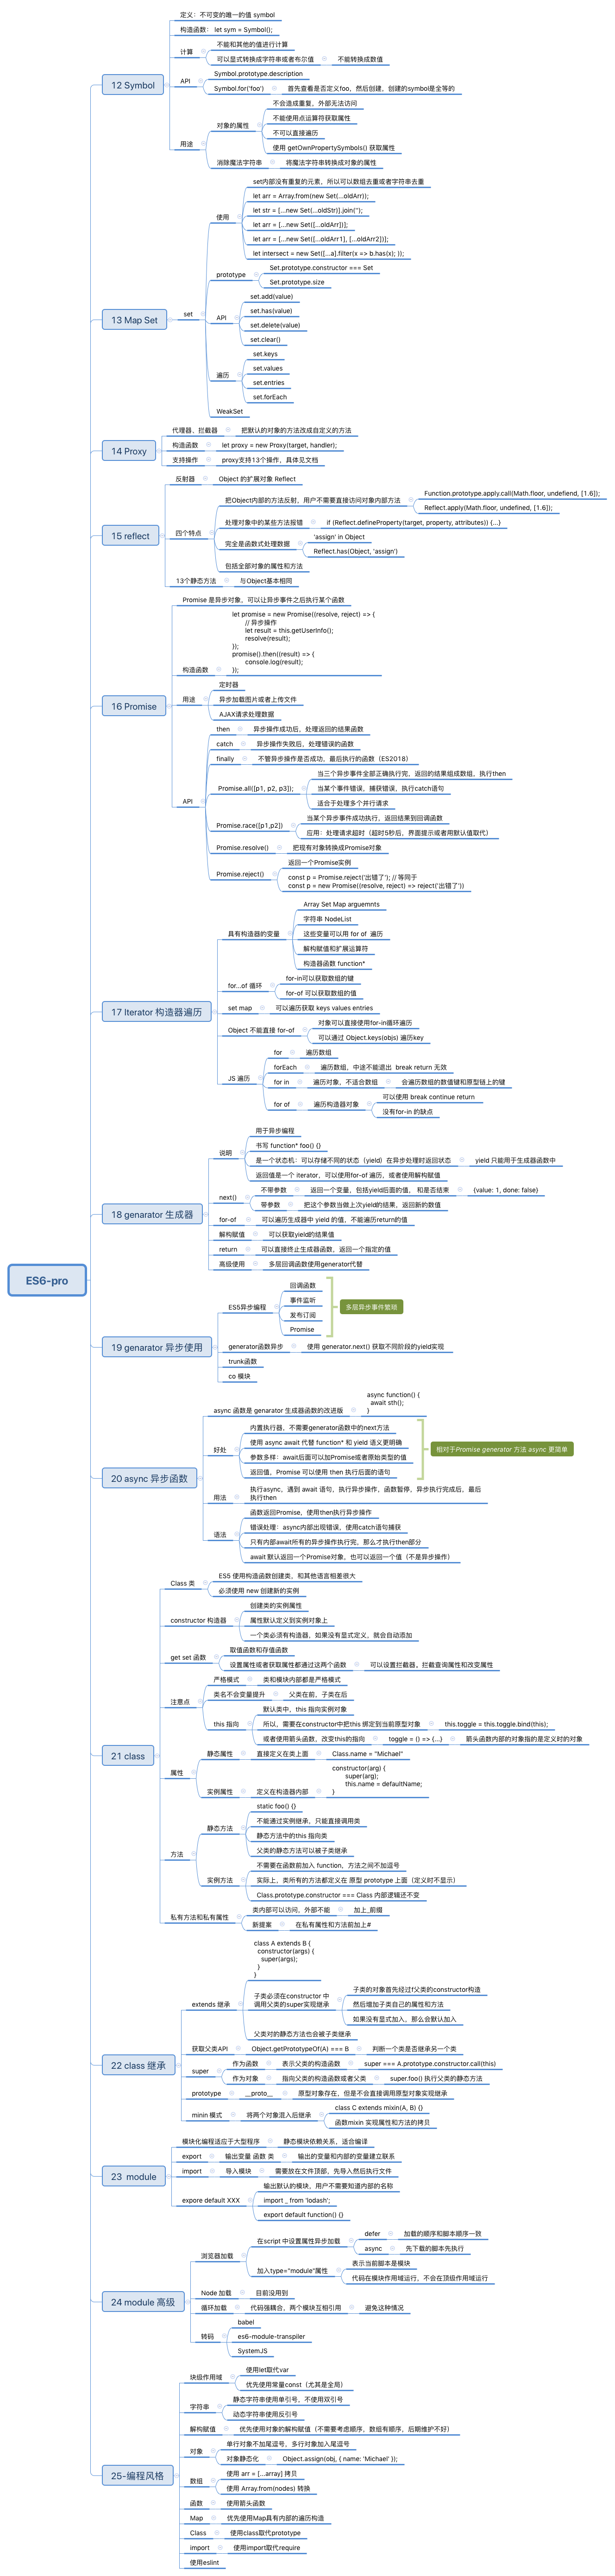 ES6-pro
12 Symbol
定义：不可变的唯一的值 symbol
构造函数： let sym = Symbol();
计算
不能和其他的值进行计算
可以显式转换成字符串或者布尔值
不能转换成数值
API
Symbol.prototype.description
Symbol.for('foo')
首先查看是否定义foo，然后创建，创建的symbol是全等的
用途
对象的属性
不会造成重复，外部无法访问
不能使用点运算符获取属性
不可以直接遍历
使用 getOwnPropertySymbols() 获取属性
消除魔法字符串
将魔法字符串转换成对象的属性
13 Map Set
set
使用
set内部没有重复的元素，所以可以数组去重或者字符串去重
let arr = Array.from(new Set(...oldArr));
let str = [...new Set(...oldStr)].join('');
let arr = [...new Set([...oldArr])];
let arr = [...new Set([...oldArr1], [...oldArr2])];
let intersect = new Set([...a].filter(x => b.has(x); ));
prototype
Set.prototype.constructor === Set
Set.prototype.size
API
set.add(value)
set.has(value)
set.delete(value)
set.clear()
遍历
set.keys
set.values
set.entries
set.forEach
WeakSet
14 Proxy
代理器，拦截器
把默认的对象的方法改成自定义的方法
构造函数
let proxy = new Proxy(target, handler);
支持操作
proxy支持13个操作，具体见文档
15 reflect
反射器
Object 的扩展对象 Reflect
四个特点
把Object内部的方法反射，用户不需要直接访问对象内部方法
Function.prototype.apply.call(Math.floor, undefiend, [1.6]);
Reflect.apply(Math.floor, undefined, [1.6]);
处理对象中的某些方法报错
if (Reflect.defineProperty(target, property, attributes)) {...}
完全是函数式处理数据
'assign' in Object
Reflect.has(Object, 'assign')
包括全部对象的属性和方法
13个静态方法
与Object基本相同
16 Promise
Promise 是异步对象，可以让异步事件之后执行某个函数
构造函数
let promise = new Promise((resolve, reject) => {
// 异步操作
let result = this.getUserInfo();
resolve(result);
});
promise().then((result) => {
console.log(result);
});
用途
定时器
异步加载图片或者上传文件
AJAX请求处理数据
API
then
异步操作成功后，处理返回的结果函数
catch
异步操作失败后，处理错误的函数
finally
不管异步操作是否成功，最后执行的函数（ES2018）
Promise.all([p1, p2, p3]);
当三个异步事件全部正确执行完，返回的结果组成数组，执行then
当某个事件错误，捕获错误，执行catch语句
适合于处理多个并行请求
Promise.race([p1,p2])
当某个异步事件成功执行，返回结果到回调函数
应用：处理请求超时（超时5秒后，界面提示或者用默认值取代）
Promise.resolve()
把现有对象转换成Promise对象
Promise.reject()
返回一个Promise实例
const p = Promise.reject('出错了'); // 等同于
const p = new Promise((resolve, reject) => reject('出错了'))
17 Iterator 构造器遍历
具有构造器的变量
Array Set Map arguemnts
字符串 NodeList
这些变量可以用 for of 遍历
解构赋值和扩展运算符
构造器函数 function*
for...of 循环
for-in可以获取数组的键
for-of 可以获取数组的值
set map
可以遍历获取 keys values entries
Object 不能直接 for-of
对象可以直接使用for-in循环遍历
可以通过 Object.keys(objs) 遍历key
JS 遍历
for
遍历数组
forEach
遍历数组，中途不能退出 break return 无效
for in
遍历对象，不适合数组
会遍历数组的数值键和原型链上的键
for of
遍历构造器对象
可以使用 break continue return
没有for-in 的缺点
18 genarator 生成器
说明
用于异步编程
书写 function* foo() {}
是一个状态机：可以存储不同的状态（yield）在异步处理时返回状态
yield 只能用于生成器函数中
返回值是一个 iterator，可以使用for-of 遍历，或者使用解构赋值
next()
不带参数
返回一个变量，包括yield后面的值， 和是否结束
{value: 1, done: false}
带参数
把这个参数当做上次yield的结果，返回新的数值
for-of
可以遍历生成器中 yield 的值，不能遍历return的值
解构赋值
可以获取yield的结果值
return
可以直接终止生成器函数，返回一个指定的值
高级使用
多层回调函数使用generator代替
19 genarator 异步使用
ES5异步编程
回调函数
事件监听
发布订阅
Promise
多层异步事件繁琐
generator函数异步
使用 generator.next() 获取不同阶段的yield实现
trunk函数
co 模块
20 async 异步函数
async 函数是 genarator 生成器函数的改进版
async function() {
await sth();
}
好处
内置执行器，不需要generator函数中的next方法
使用 async await 代替 function* 和 yield 语义更明确
参数多样：await后面可以加Promise或者原始类型的值
返回值，Promise 可以使用 then 执行后面的语句
相对于Promise generator 方法 async 更简单
用法
执行async，遇到 await 语句，执行异步操作，函数暂停，异步执行完成后，最后
执行then
语法
函数返回Promise，使用then执行异步操作
错误处理：async内部出现错误，使用catch语句捕获
只有内部await所有的异步操作执行完，那么才执行then部分
await 默认返回一个Promise对象，也可以返回一个值（不是异步操作）
21 class
Class 类
ES5 使用构造函数创建类，和其他语言相差很大
必须使用 new 创建新的实例
constructor 构造器
创建类的实例属性
属性默认定义到实例对象上
一个类必须有构造器，如果没有显式定义，就会自动添加
get set 函数
取值函数和存值函数
设置属性或者获取属性都通过这两个函数
可以设置拦截器，拦截查询属性和改变属性
注意点
严格模式
类和模块内部都是严格模式
类名不会变量提升
父类在前，子类在后
this 指向
默认类中，this 指向实例对象
所以，需要在constructor中把this 绑定到当前原型对象
this.toggle = this.toggle.bind(this);
或者使用箭头函数，改变this的指向
toggle = () => {...}
箭头函数内部的对象指的是定义时的对象
属性
静态属性
直接定义在类上面
Class.name = "Michael"
实例属性
定义在构造器内部
constructor(arg) {
super(arg);
this.name = defaultName;
}
方法
静态方法
static foo() {}
不能通过实例继承，只能直接调用类
静态方法中的this 指向类
父类的静态方法可以被子类继承
实例方法
不需要在函数前加入 function，方法之间不加逗号
实际上，类所有的方法都定义在 原型 prototype 上面（定义时不显示）
Class.prototype.constructor === Class 内部逻辑还不变
私有方法和私有属性
类内部可以访问，外部不能
加上_前缀
新提案
在私有属性和方法前加上#
22 class 继承
extends 继承
class A extends B {
constructor(args) {
super(args);
}
}
子类必须在constructor 中
调用父类的super实现继承
子类的对象首先经过f父类的constructor构造
然后增加子类自己的属性和方法
如果没有显式加入，那么会默认加入
父类对的静态方法也会被子类继承
获取父类API
Object.getPrototypeOf(A) === B
判断一个类是否继承另一个类
super
作为函数
表示父类的构造函数
super === A.prototype.constructor.call(this)
作为对象
指向父类的构造函数或者父类
super.foo() 执行父类的静态方法
prototype
__proto__
原型对象存在，但是不会直接调用原型对象实现继承
minin 模式
将两个对象混入后继承
class C extends mixin(A, B) {}
函数mixin 实现属性和方法的拷贝
23 module
模块化编程适应于大型程序
静态模块依赖关系，适合编译
export
输出变量 函数 类
输出的变量和内部的变量建立联系
import
导入模块
需要放在文件顶部，先导入然后执行文件
expore default XXX
输出默认的模块，用户不需要知道内部的名称
import _ from 'lodash';
export default function() {}
24 module 高级
浏览器加载
在script 中设置属性异步加载
defer
加载的顺序和脚本顺序一致
async
先下载的脚本先执行
加入type="module"属性
表示当前脚本是模块
代码在模块作用域运行，不会在顶级作用域运行
Node 加载
目前没用到
循环加载
代码强耦合，两个模块互相引用
避免这种情况
转码
babel
es6-module-transpiler
SystemJS
25-编程风格
块级作用域
使用let取代var
优先使用常量const（尤其是全局）
字符串
静态字符串使用单引号，不使用双引号
动态字符串使用反引号
解构赋值
优先使用对象的解构赋值（不需要考虑顺序，数组有顺序，后期维护不好）
对象
单行对象不加尾逗号，多行对象加入尾逗号
对象静态化
Object.assign(obj, { name: 'Michael' });
数组
使用 arr = [...array] 拷贝
使用 Array.from(nodes) 转换
函数
使用箭头函数
Map
优先使用Map具有内部的遍历构造
Class
使用class取代prototype
import
使用import取代require
使用eslint